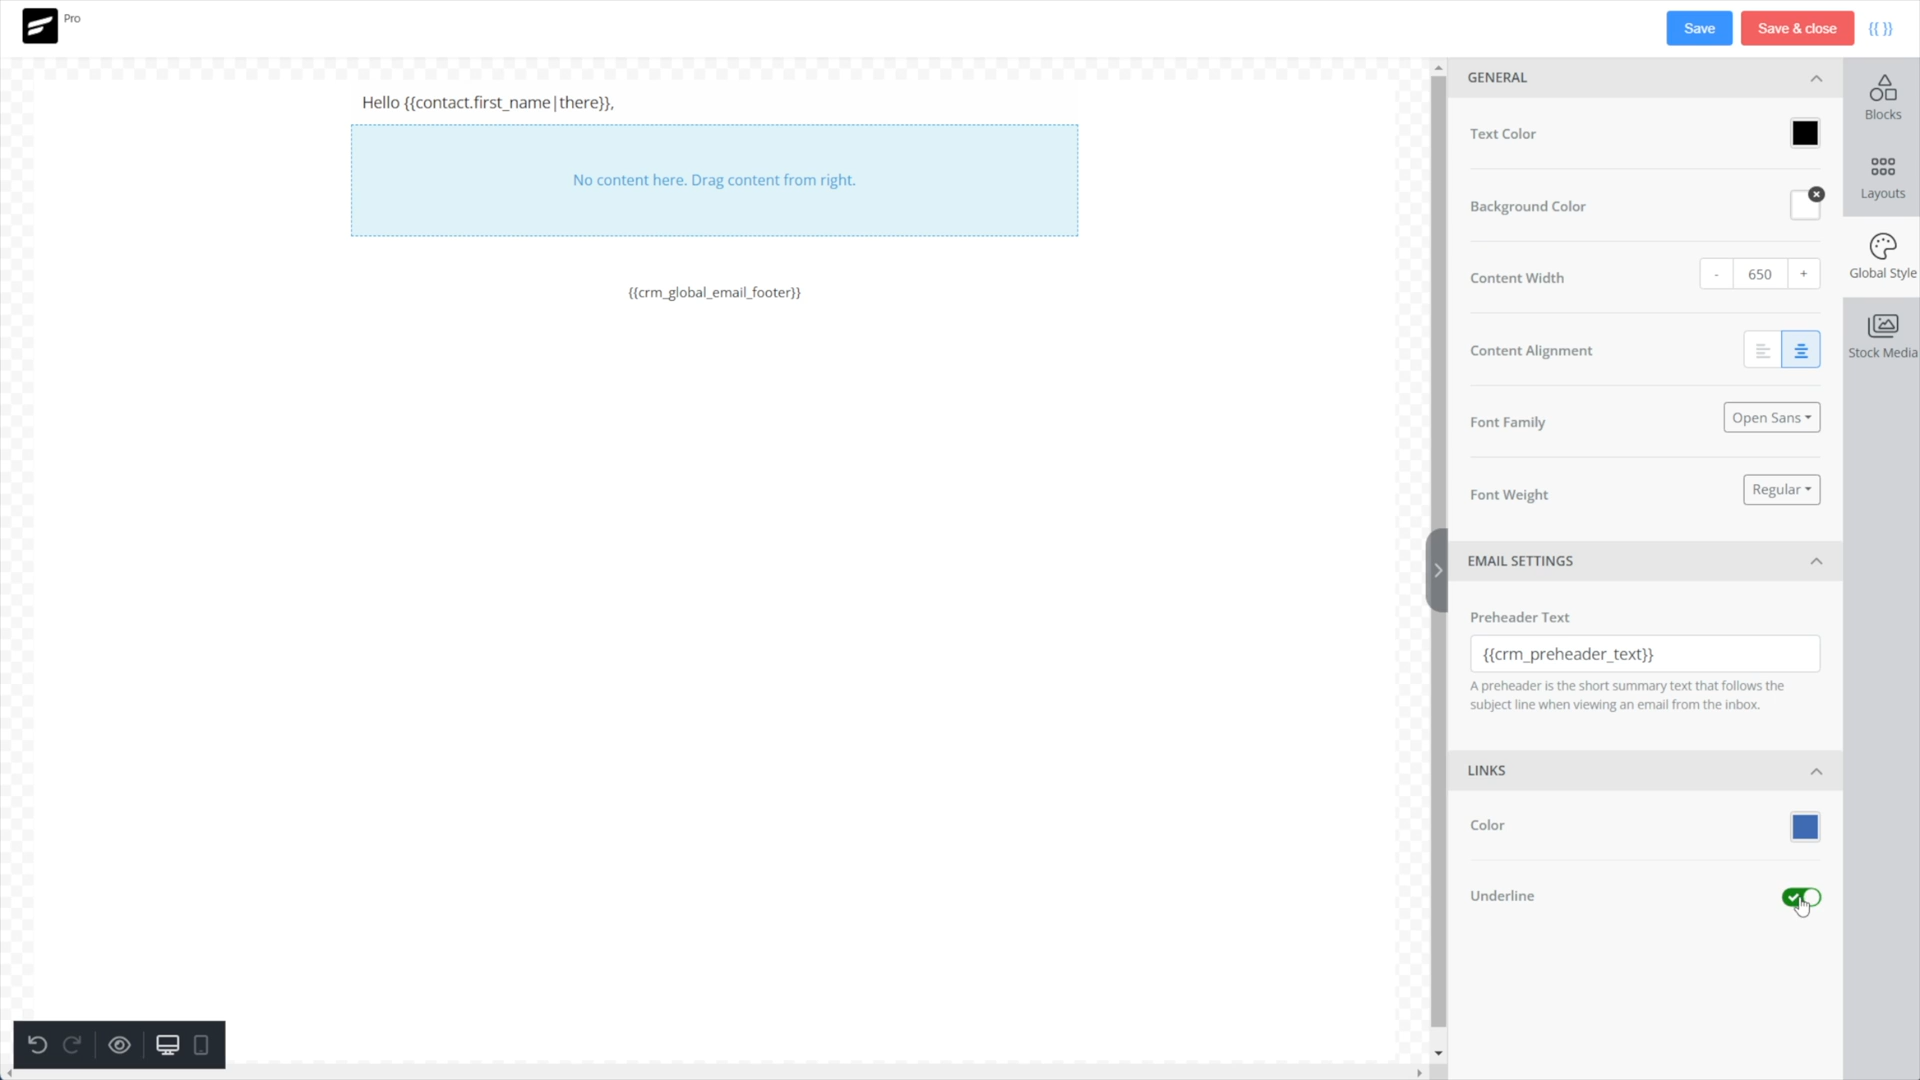 Pro
Save
Save & close
{{ }}
Hello {{contact.first_name|there}},
No content here. Drag content from right.
{{crm_global_email_footer}}
GENERAL
Text Color
Background Color
Content Width
- 650 +
Content Alignment
Font Family
Open Sans
Font Weight
Regular
EMAIL SETTINGS
Preheader Text
{{crm_preheader_text}}
A preheader is the short summary text that follows the
subject line when viewing an email from the inbox.
LINKS
Color
Underline
Blocks
Layouts
Global Style
Stock Media